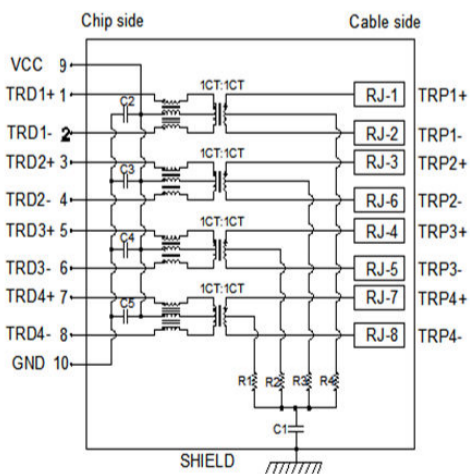 Chip side Cable side
VCC 9
1CT:1CT
TRD1+ 1 C2 RJ-1 TRP1+
TRD1- 2 RJ-2 TRP1-
1CT:1CT
TRD2+ 3 C3 RJ-3 TRP2+
TRD2- 4 RJ-6 TRP2-
1CT:1CT
TRD3+ 5 C4 RJ-4 TRP3+
TRD3- 6 RJ-5 TRP3-
1CT:1CT
TRD4+ 7 C5 RJ-7 TRP4+
TRD4- 8 RJ-8 TRP4-
GND 10
R1 R2 R3 R4
C1
SHIELD